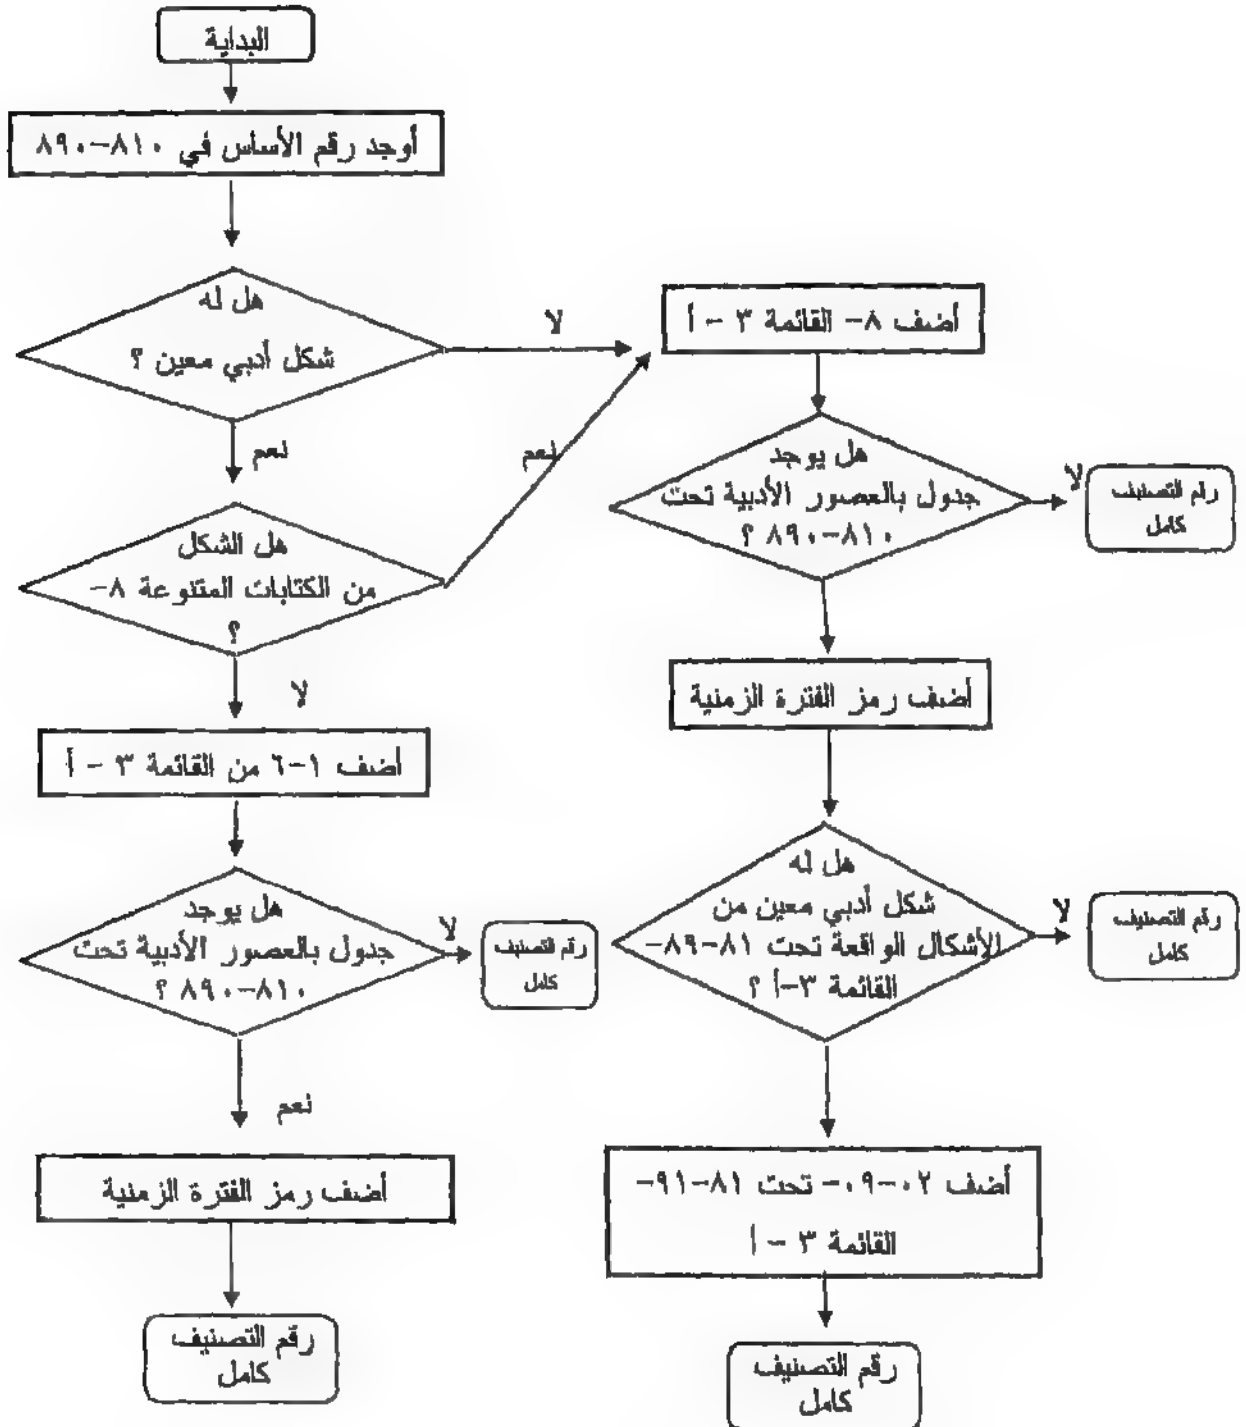 البداية
أوجد رقم الأساس في ٨١٠-٨٩٠
هل له
شكل أدبي معين ؟
لا
نعم
هل الشكل
من الكتابات المتنوعة ٨-
؟
نعم
لا
أضف ١-٦ من القائمة ٣ - أ
هل يوجد
جدول بالعصور الأدبية تحت
٨١٠-٨٩٠ ؟
لا
رقم التصنيف
كامل
نعم
أضف رمز الفترة الزمنية
رقم التصنيف
كامل
أضف ٨- القائمة ٣ - أ
هل يوجد
جدول بالعصور الأدبية تحت
٨١٠-٨٩٠ ؟
لا
رقم التصنيف
كامل
أضف رمز الفترة الزمنية
هل له
شكل أدبي معين من
الأشكال الواقعة تحت ٨١-٨٩-
القائمة ٣-أ ؟
لا
رقم التصنيف
كامل
أضف ٠٢-٠٩- تحت ٨١-٩١-
القائمة ٣ - أ
رقم التصنيف
كامل